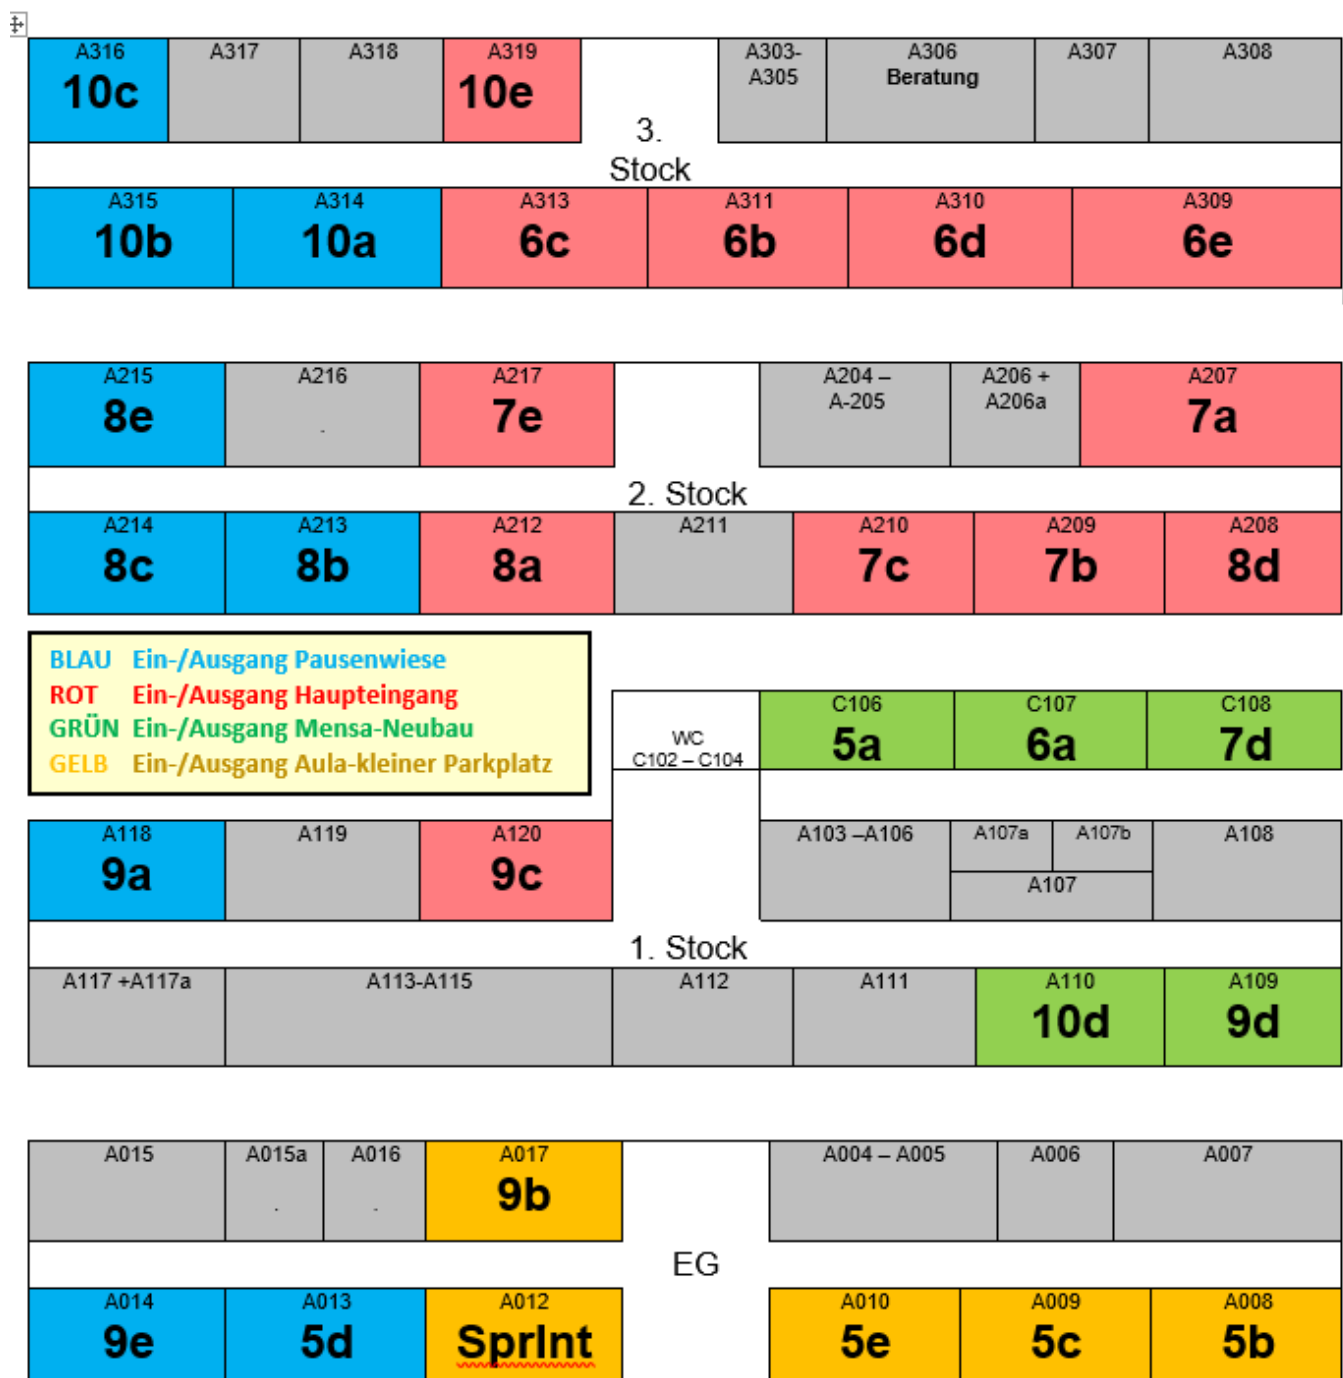 A316
10c
A317
A318
A319
10e
A303-
A305
A306
Beratung
A307
A308
3.
Stock
A315
10b
A314
10a
A313
6c
A311
6b
A310
6d
A309
6e
A215
8e
A216
.
A217
7e
A204 –
A-205
A206 +
A206a
A207
7a
2. Stock
A214
8c
A213
8b
A212
8a
A211
A210
7c
A209
7b
A208
8d
BLAU Ein-/Ausgang Pausenwiese
ROT Ein-/Ausgang Haupteingang
GRÜN Ein-/Ausgang Mensa-Neubau
GELB Ein-/Ausgang Aula-kleiner Parkplatz
WC
C102 – C104
C106
5a
C107
6a
C108
7d
A118
9a
A119
A120
9c
A103 –A106
A107a
A107b
A107
A108
1. Stock
A117 +A117a
A113-A115
A112
A111
A110
10d
A109
9d
A015
A015a
.
A016
.
A017
9b
A004 – A005
A006
A007
EG
A014
9e
A013
5d
A012
SprInt
A010
5e
A009
5c
A008
5b